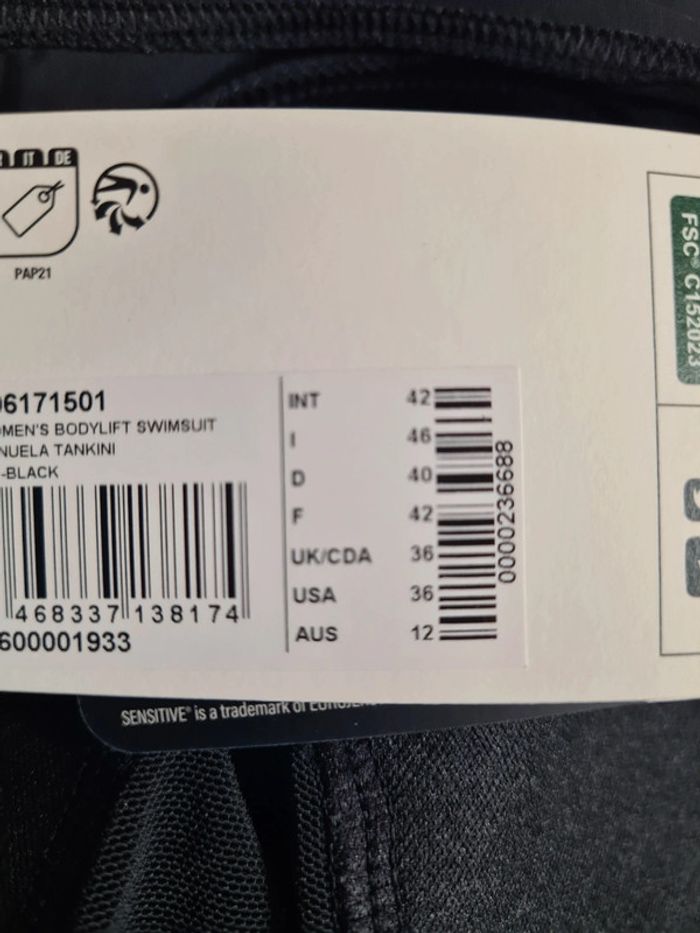 IT DE
PAP21
FSC® C152023
06171501
OMEN'S BODYLIFT SWIMSUIT
NUELA TANKINI
-BLACK
468337 138174
600001933
INT 42
I 46
D 40
F 42
UK/CDA 36
USA 36
AUS 12
0000236688
SENSITIVE® is a trademark of